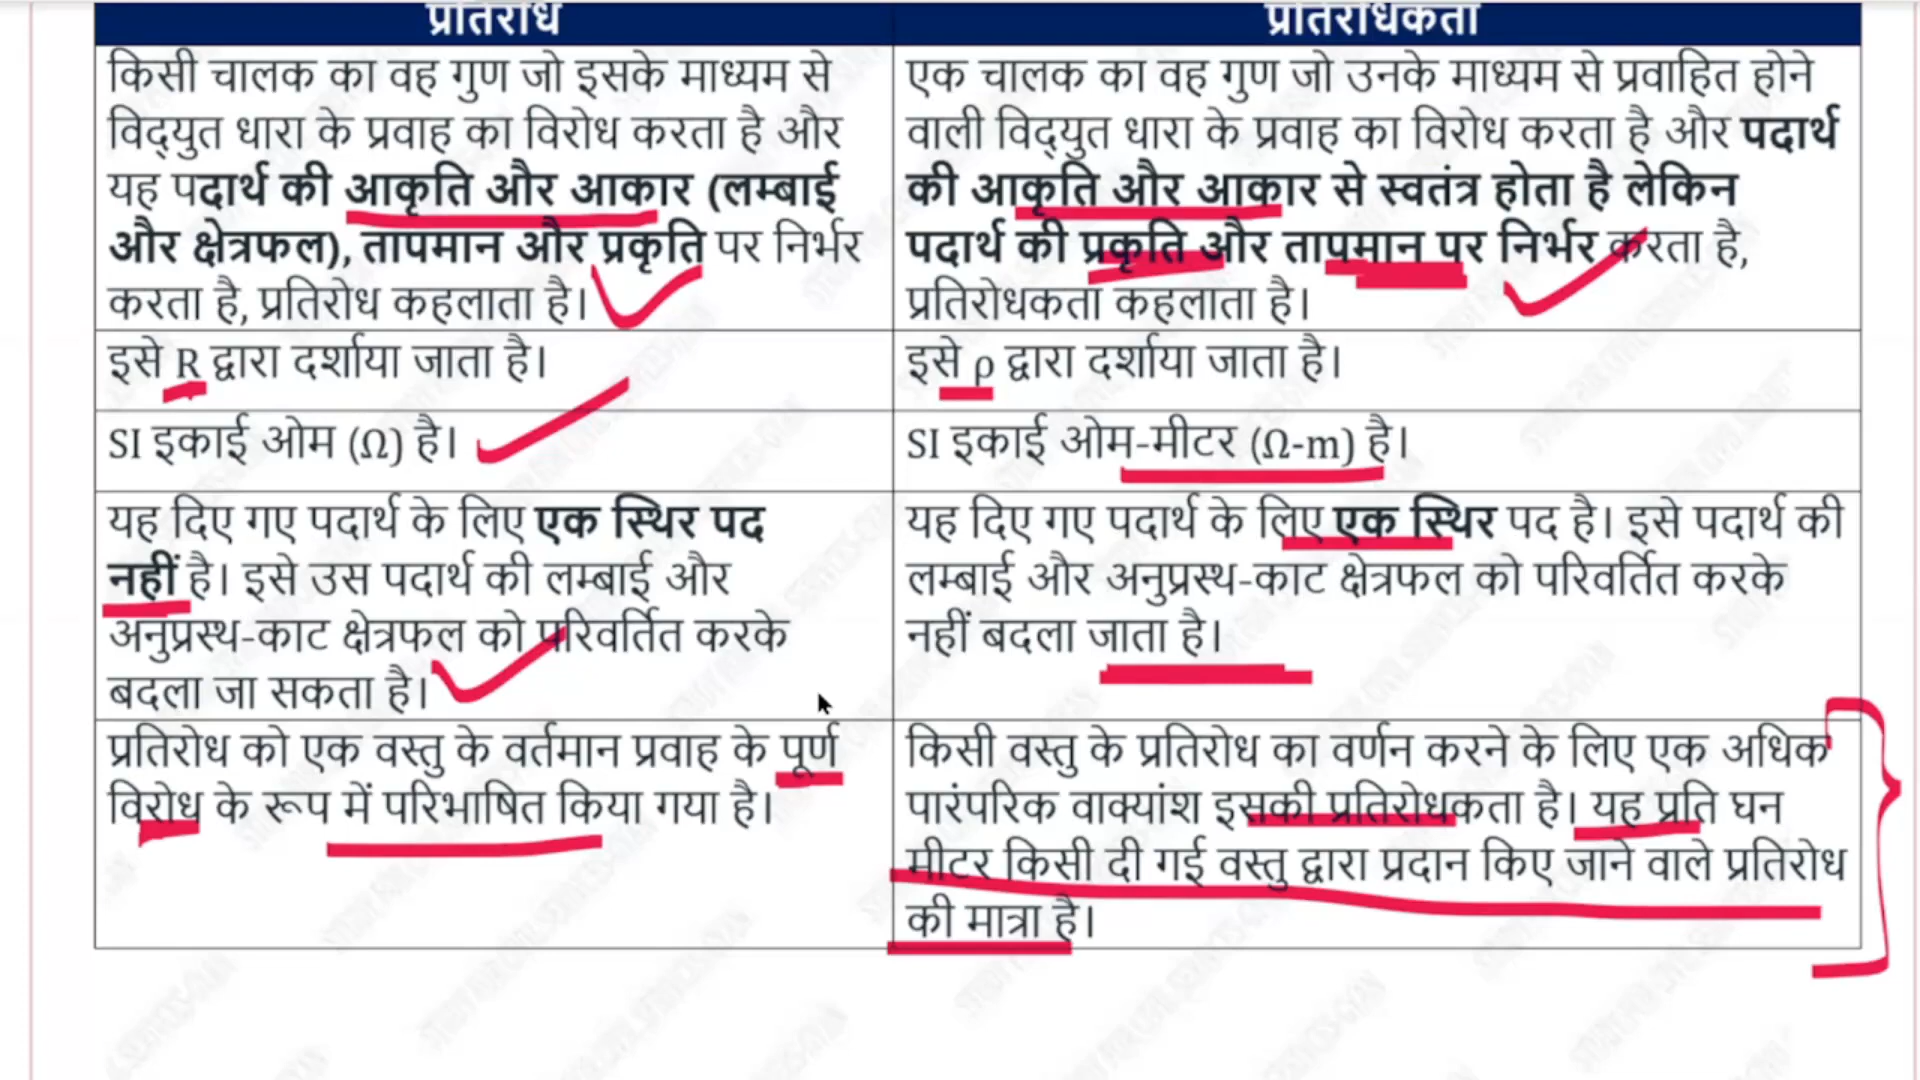 प्रतिरोध
प्रतिरोधकता
किसी चालक का वह गुण जो इसके माध्यम से
विद्युत धारा के प्रवाह का विरोध करता है और
यह पदार्थ की आकृति और आकार (लम्बाई
और क्षेत्रफल), तापमान और प्रकृति पर निर्भर
करता है, प्रतिरोध कहलाता है।
एक चालक का वह गुण जो उनके माध्यम से प्रवाहित होने
वाली विद्युत धारा के प्रवाह का विरोध करता है और पदार्थ
की आकृति और आकार से स्वतंत्र होता है लेकिन
पदार्थ की प्रकृति और तापमान पर निर्भर करता है,
प्रतिरोधकता कहलाता है।
इसे R द्वारा दर्शाया जाता है।
इसे ρ द्वारा दर्शाया जाता है।
SI इकाई ओम (Ω) है।
SI इकाई ओम-मीटर (Ω-m) है।
यह दिए गए पदार्थ के लिए एक स्थिर पद
नहीं है। इसे उस पदार्थ की लम्बाई और
अनुप्रस्थ-काट क्षेत्रफल को परिवर्तित करके
बदला जा सकता है।
यह दिए गए पदार्थ के लिए एक स्थिर पद है। इसे पदार्थ की
लम्बाई और अनुप्रस्थ-काट क्षेत्रफल को परिवर्तित करके
नहीं बदला जाता है।
प्रतिरोध को एक वस्तु के वर्तमान प्रवाह के पूर्ण
विरोध के रूप में परिभाषित किया गया है।
किसी वस्तु के प्रतिरोध का वर्णन करने के लिए एक अधिक
पारंपरिक वाक्यांश इसकी प्रतिरोधकता है। यह प्रति घन
मीटर किसी दी गई वस्तु द्वारा प्रदान किए जाने वाले प्रतिरोध
की मात्रा है।